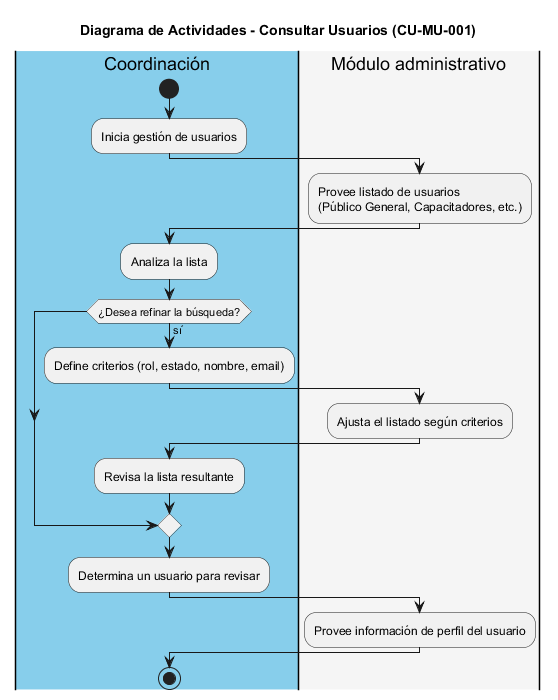 Diagrama de Actividades - Consultar Usuarios (CU-MU-001)
Coordinación
Módulo administrativo
Inicia gestión de usuarios
Provee listado de usuarios
(Público General, Capacitadores, etc.)
Analiza la lista
¿Desea refinar la búsqueda?
sí
Define criterios (rol, estado, nombre, email)
Ajusta el listado según criterios
Revisa la lista resultante
Determina un usuario para revisar
Provee información de perfil del usuario